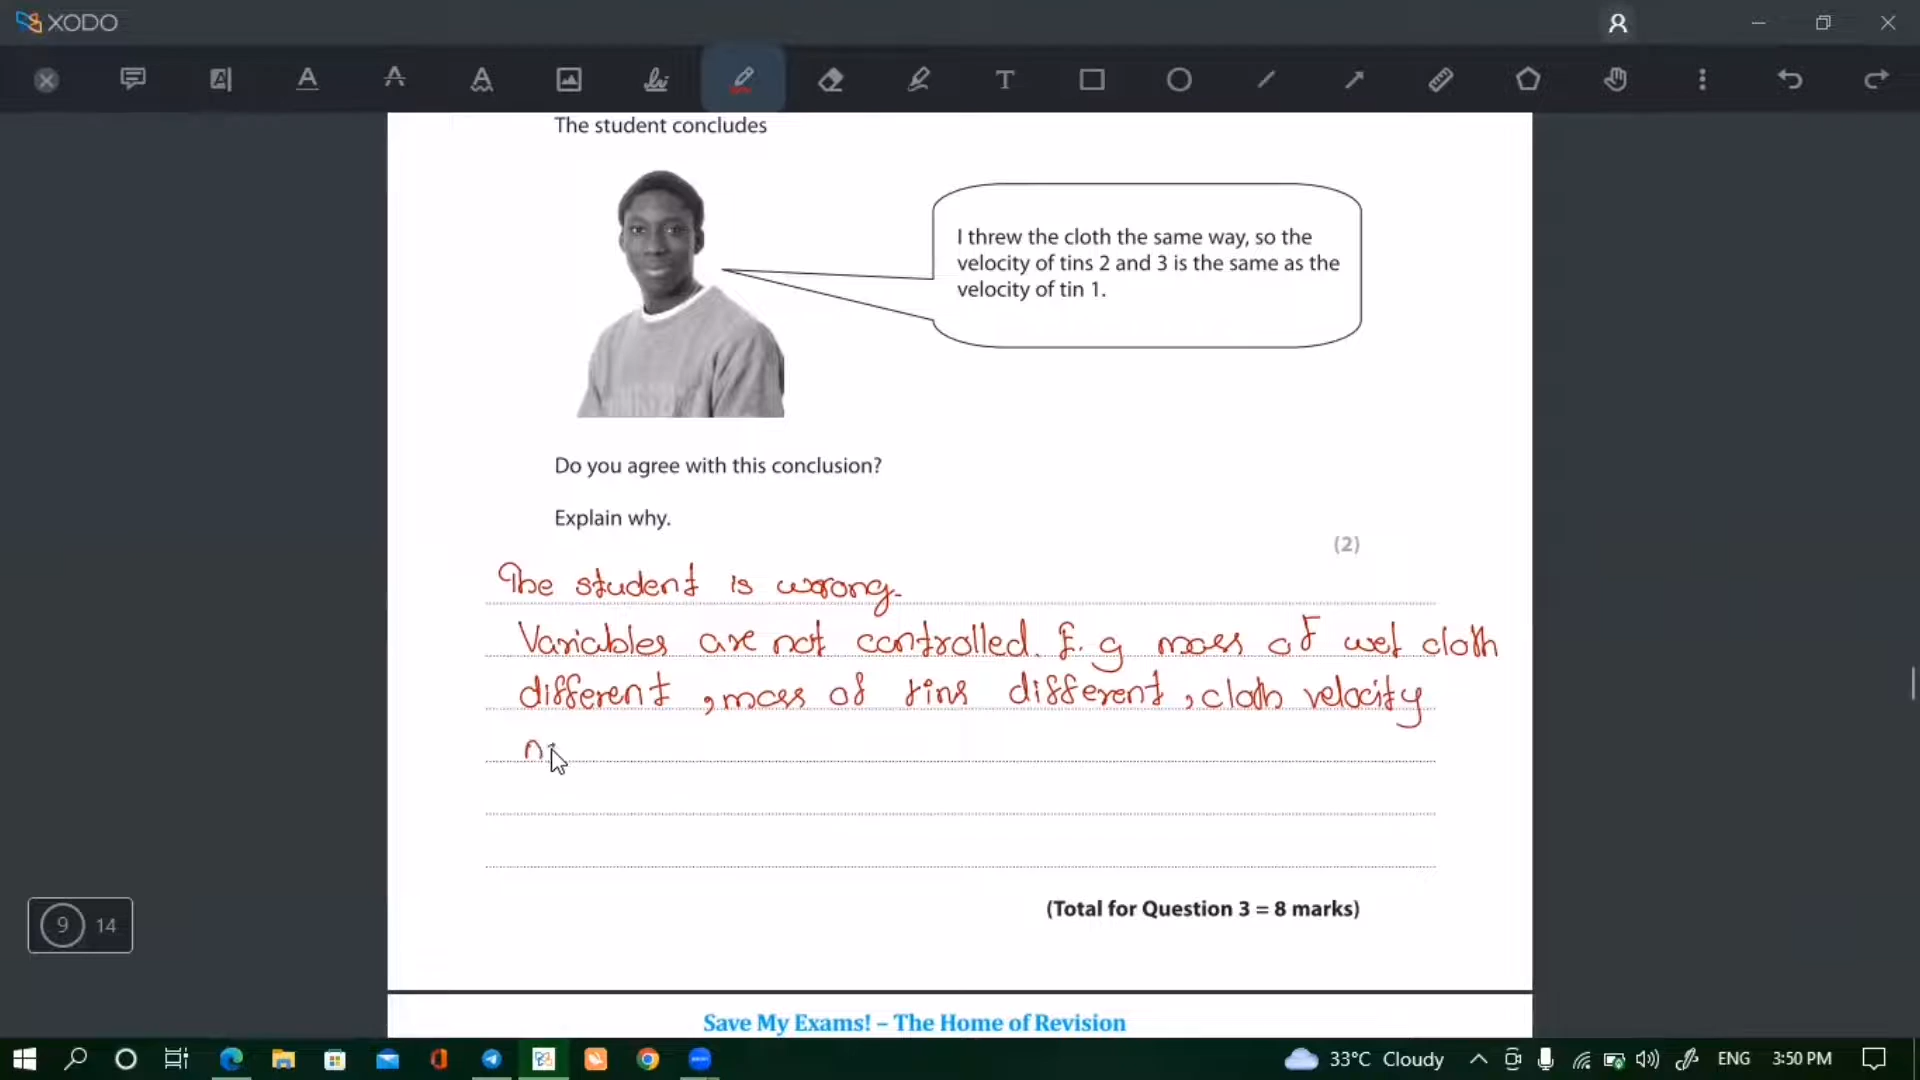 XODO
The student concludes
I threw the cloth the same way, so the
velocity of tins 2 and 3 is the same as the
velocity of tin 1.
Do you agree with this conclusion?
Explain why.
(2)
The student is wrong.
Variables are not controlled. E.g mass of wet cloth
different, mass of tins different, cloth velocity
(Total for Question 3 = 8 marks)
9 14
Save My Exams! – The Home of Revision
33°C Cloudy ENG 3:50 PM